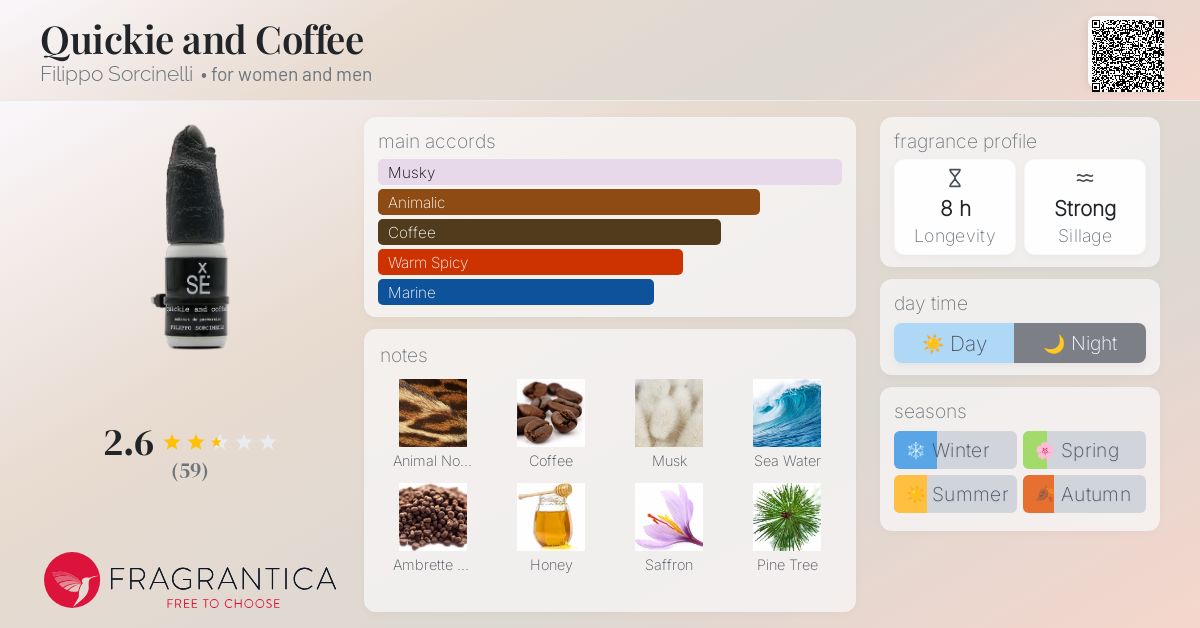 Quickie and Coffee
Filippo Sorcinelli • for women and men
X
SË
quickie and coffe
FILIPPO SORCINELLI
2.6
(59)
FRAGRANTICA
FREE TO CHOOSE
main accords
Musky
Animalic
Coffee
Warm Spicy
Marine
notes
Animal No...
Coffee
Musk
Sea Water
Ambrette ...
Honey
Saffron
Pine Tree
fragrance profile
8 h
Longevity
Strong
Sillage
day time
Day
Night
seasons
Winter
Spring
Summer
Autumn